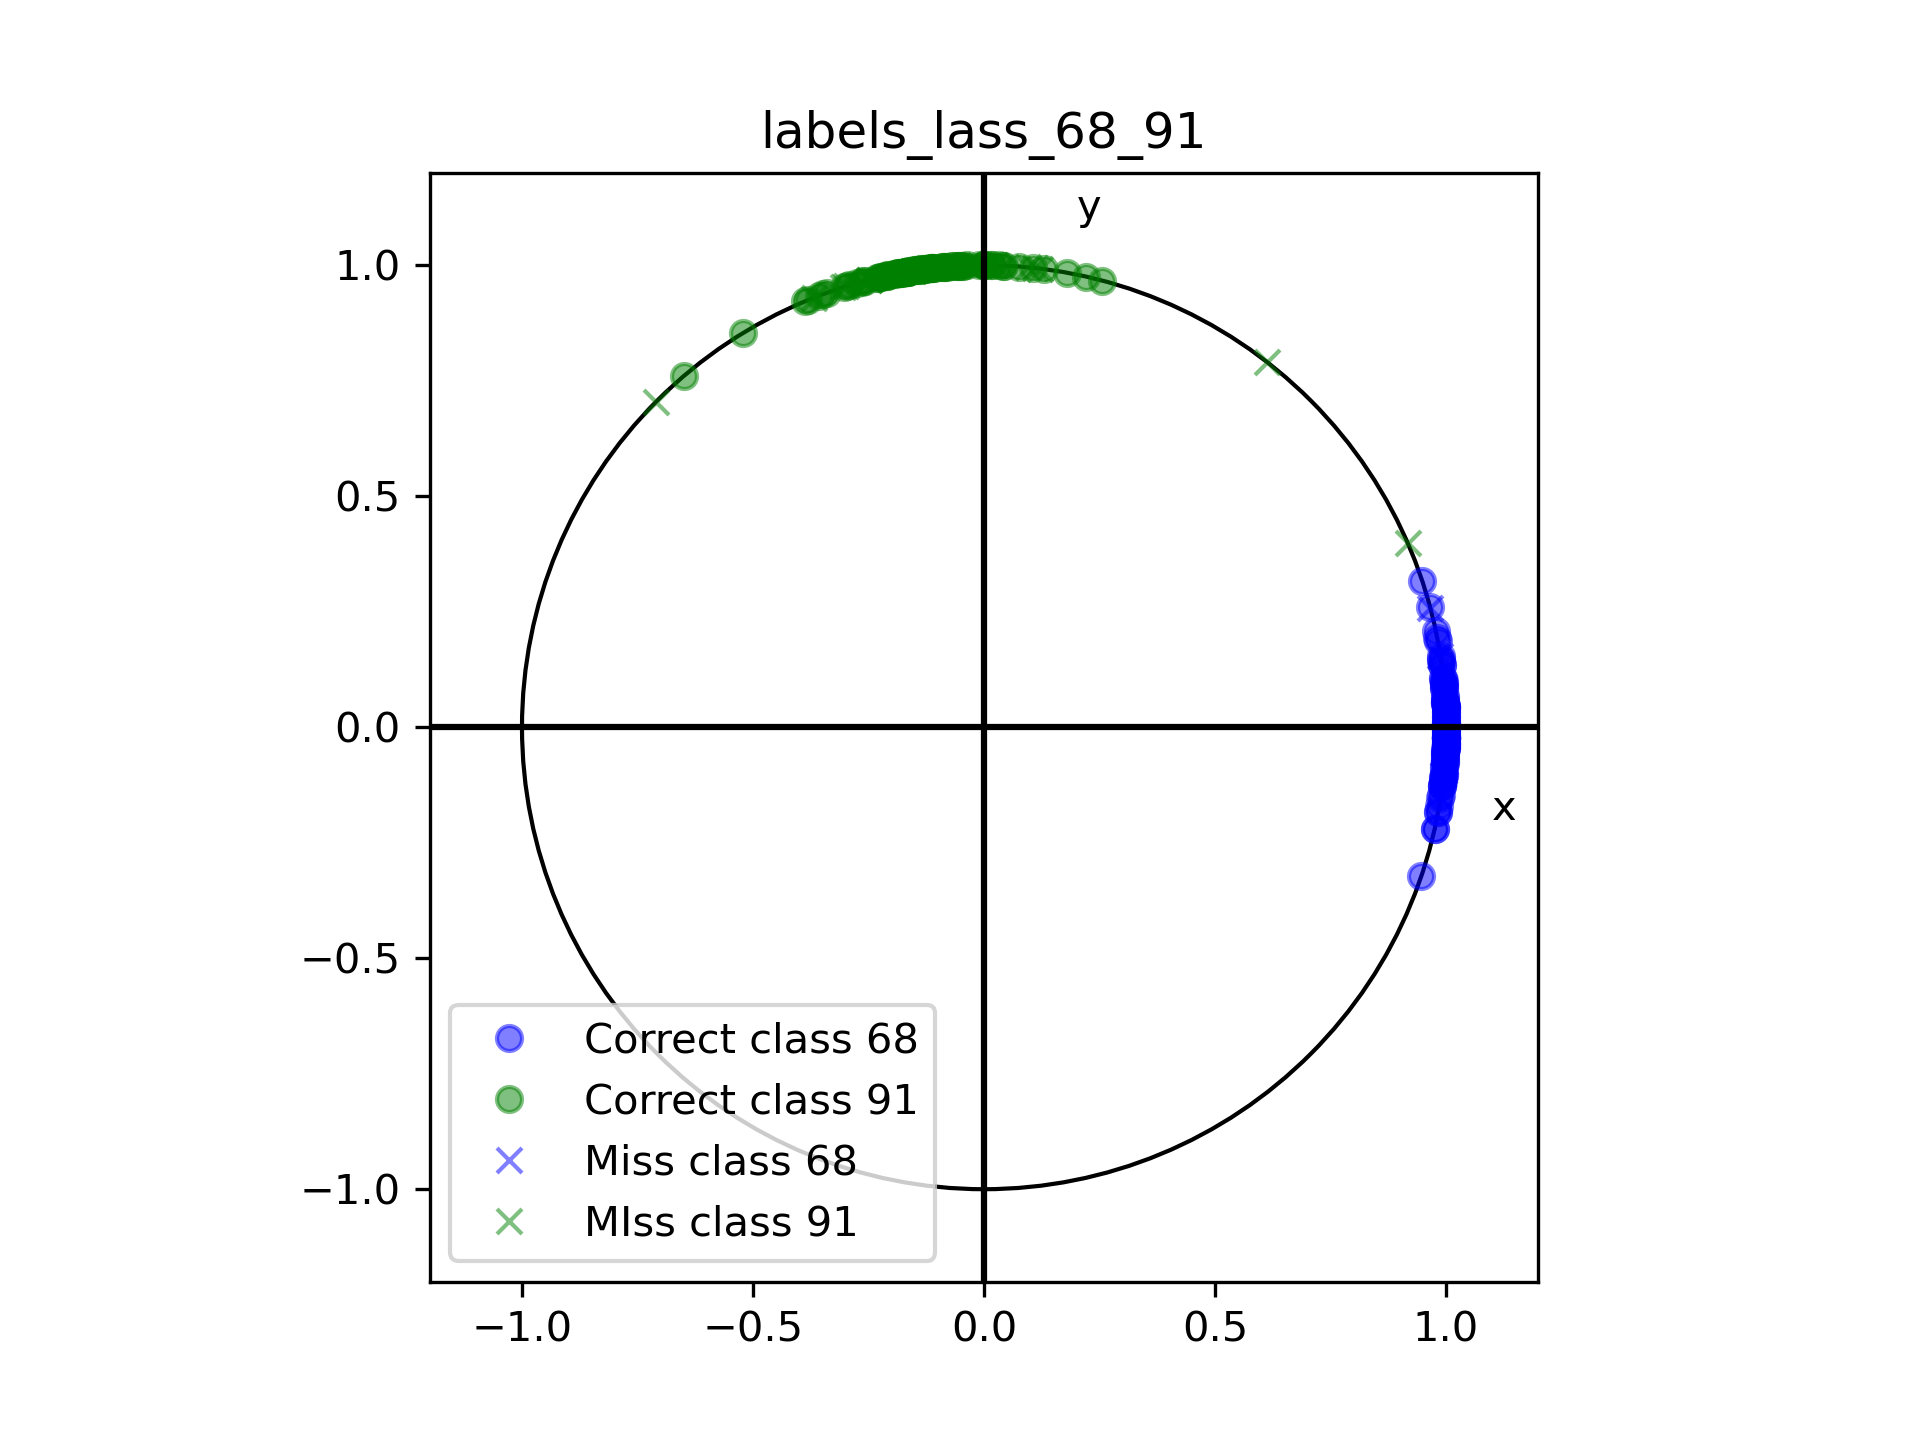 labels_lass_68_91
y
1.0
0.5
0.0
x
−0.5
−1.0
Correct class 68
Correct class 91
Miss class 68
MIss class 91
−1.0 −0.5 0.0 0.5 1.0